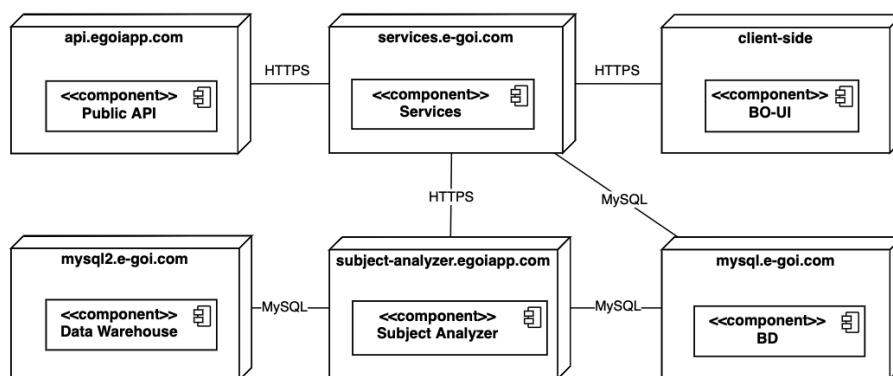 api.egoiapp.com
<<component>>
Public API
HTTPS
services.e-goi.com
<<component>>
Services
HTTPS
client-side
<<component>>
BO-UI
HTTPS
MySQL
mysql2.e-goi.com
<<component>>
Data Warehouse
MySQL
subject-analyzer.egoiapp.com
<<component>>
Subject Analyzer
MySQL
mysql.e-goi.com
<<component>>
BD